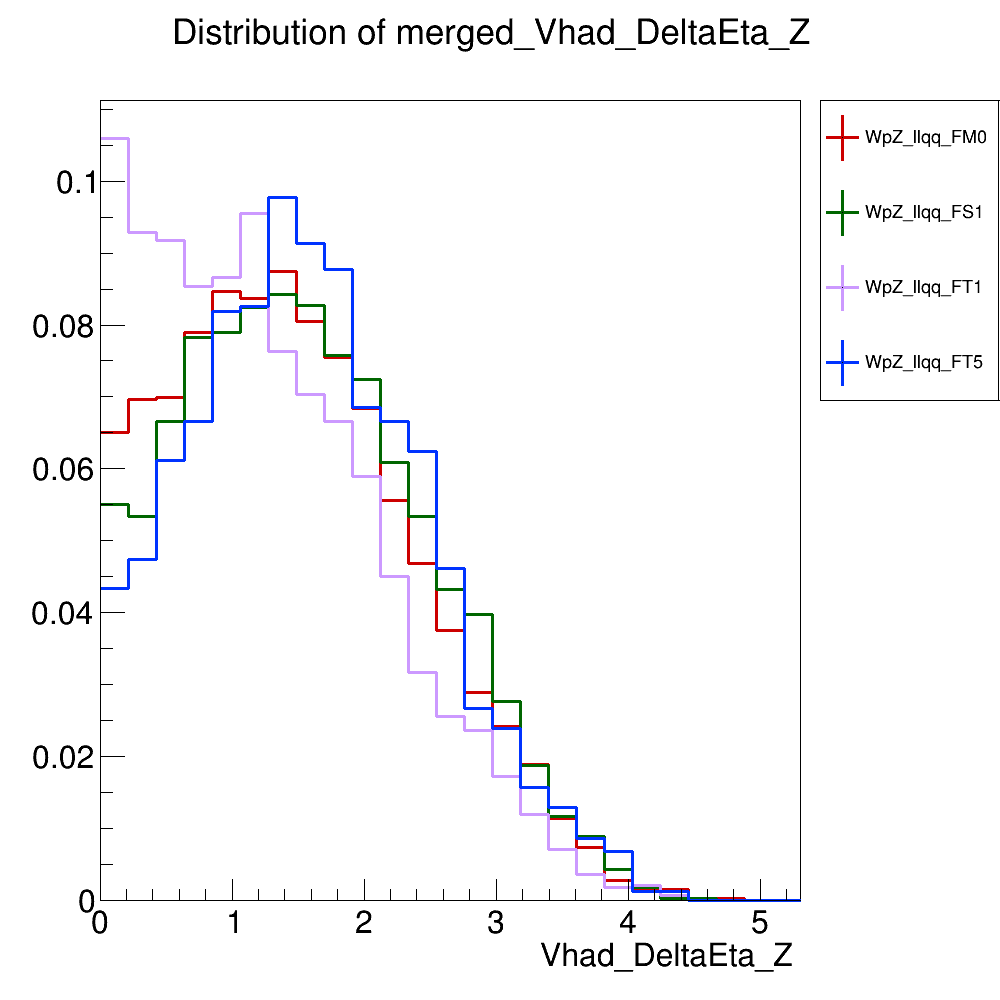 Distribution of merged_Vhad_DeltaEta_Z
WpZ_llqq_FM0
WpZ_llqq_FS1
WpZ_llqq_FT1
WpZ_llqq_FT5
0.1
0.08
0.06
0.04
0.02
0
0 1 2 3 4 5
Vhad_DeltaEta_Z